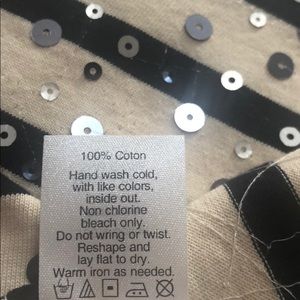 100% Coton
Hand wash cold,
with like colors,
inside out.
Non chlorine
bleach only.
Do not wring or twist.
Reshape and
lay flat to dry.
Warm iron as needed.